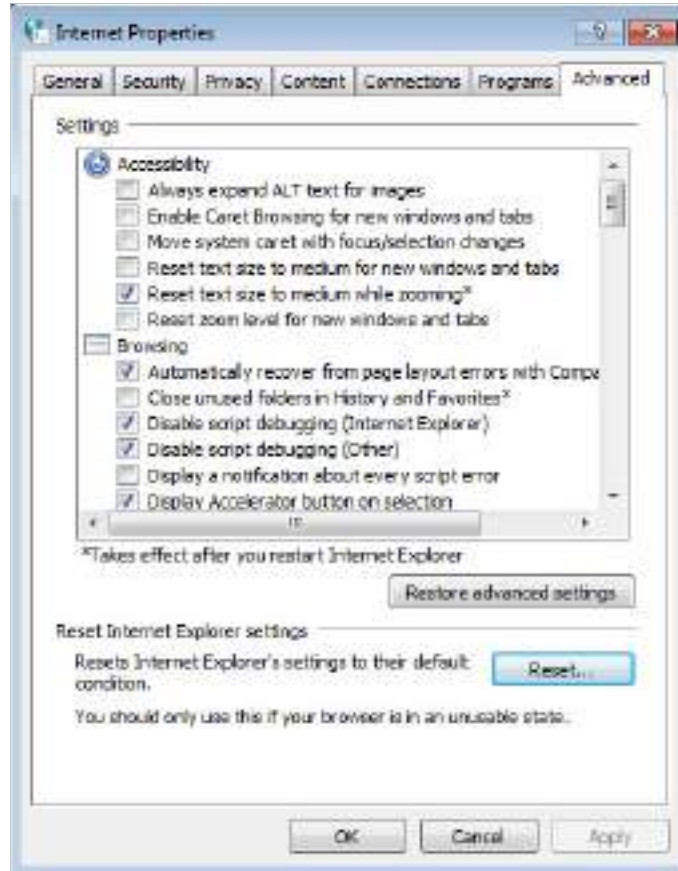 Internet Properties
General Security Privacy Content Connections Programs Advanced
Settings
Accessibility
Always expand ALT text for images
Enable Caret Browsing for new windows and tabs
Move system caret with focus/selection changes
Reset text size to medium for new windows and tabs
Reset text size to medium while zooming*
Reset zoom level for new windows and tabs
Browsing
Automatically recover from page layout errors with Compa
Close unused folders in History and Favorites*
Disable script debugging (Internet Explorer)
Disable script debugging (Other)
Display a notification about every script error
Display Accelerator button on selection
*Takes effect after you restart Internet Explorer
Restore advanced settings
Reset Internet Explorer settings
Resets Internet Explorer's settings to their default
condition.
Reset...
You should only use this if your browser is in an unusable state.
OK Cancel Apply